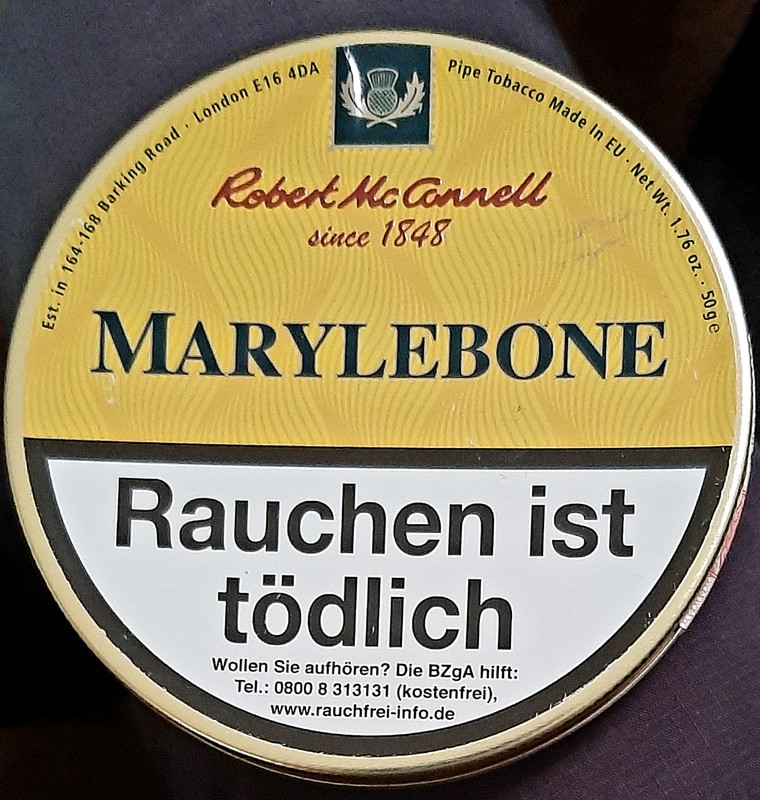 Est. in 164-168 Barking Road · London E16 4DA
Pipe Tobacco Made in EU · Net Wt. 1.76 oz. · 50g e
Robert McConnell
since 1848
MARYLEBONE
Rauchen ist
tödlich
Wollen Sie aufhören? Die BZgA hilft:
Tel.: 0800 8 313131 (kostenfrei),
www.rauchfrei-info.de